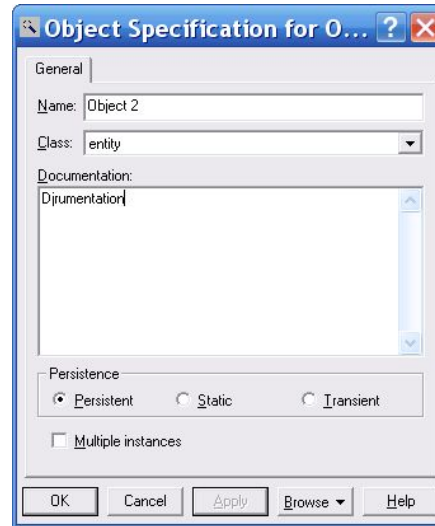 Object Specification for O...
General
Name: Object 2
Class: entity
Documentation:
Djrumentation
Persistence
Persistent Static Transient
Multiple instances
OK Cancel Apply Browse Help